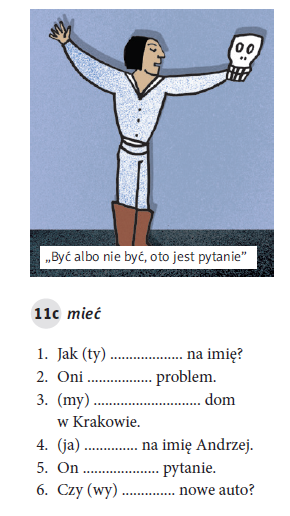 „Być albo nie być, oto jest pytanie”
11c mieć
1. Jak (ty) ................... na imię?
2. Oni ................. problem.
3. (my) ............................ dom
w Krakowie.
4. (ja) .............. na imię Andrzej.
5. On .................... pytanie.
6. Czy (wy) .............. nowe auto?